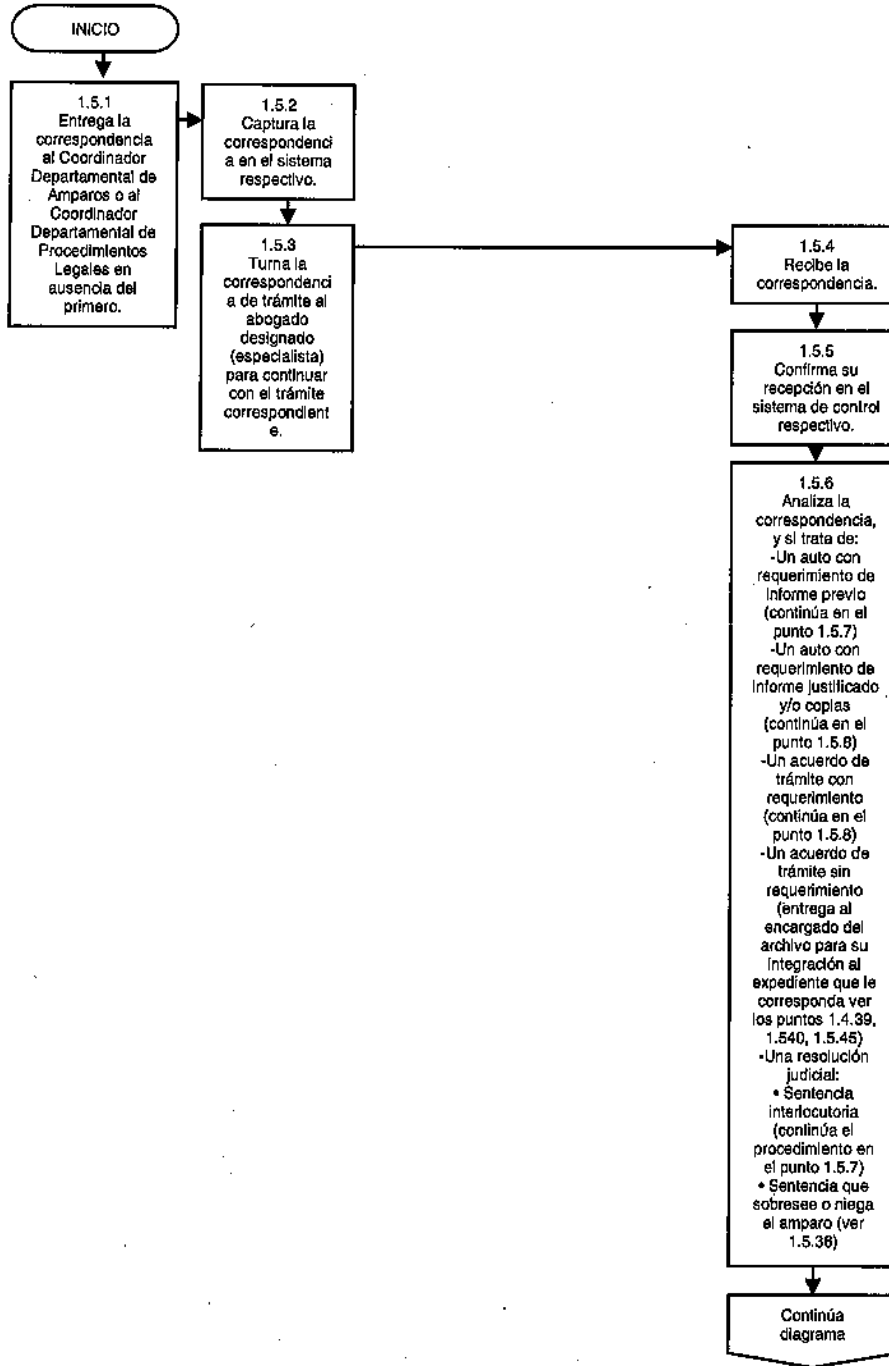 INICIO
1.5.1
Entrega la
correspondencia
al Coordinador
Departamental de
Amparos o al
Coordinador
Departamental de
Procedimientos
Legales en
ausencia del
primero.
1.5.2
Captura la
correspondenci
a en el sistema
respectivo.
1.5.3
Turna la
correspondenci
a de trámite al
abogado
designado
(especialista)
para continuar
con el trámite
correspondient
e.
1.5.4
Recibe la
correspondencia.
1.5.5
Confirma su
recepción en el
sistema de control
respectivo.
1.5.6
Analiza la
correspondencia,
y si trata de:
-Un auto con
requerimiento de
informe previo
(continúa en el
punto 1.5.7)
-Un auto con
requerimiento de
informe justificado
y/o copias
(continúa en el
punto 1.5.8)
-Un acuerdo de
trámite con
requerimiento
(continúa en el
punto 1.5.8)
-Un acuerdo de
trámite sin
requerimiento
(entrega al
encargado del
archivo para su
integración al
expediente que le
corresponda ver
los puntos 1.4.39,
1.540, 1.5.45)
-Una resolución
judicial:
• Sentencia
interlocutoria
(continúa el
procedimiento en
el punto 1.5.7)
• Sentencia que
sobresee o niega
el amparo (ver
1.5.36)
Continúa
diagrama